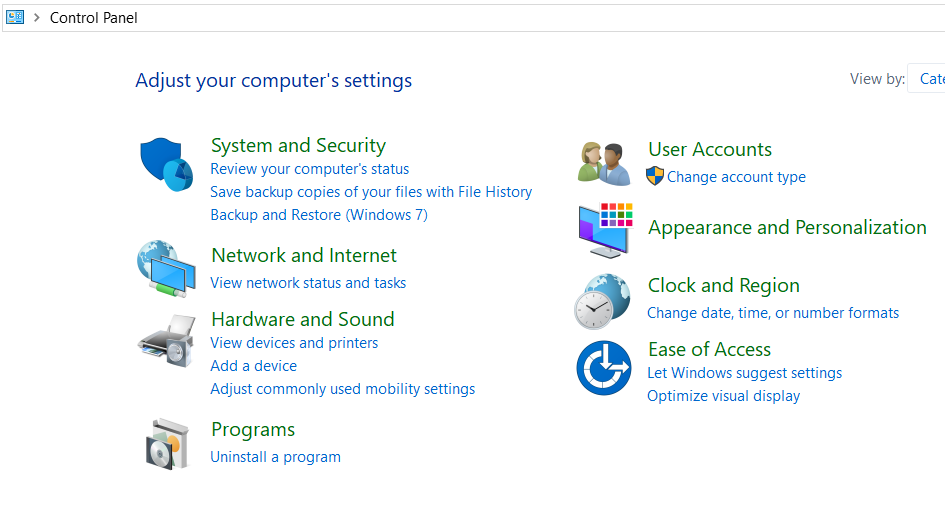 Control Panel
Adjust your computer's settings
View by:
System and Security
Review your computer's status
Save backup copies of your files with File History
Backup and Restore (Windows 7)
Network and Internet
View network status and tasks
Hardware and Sound
View devices and printers
Add a device
Adjust commonly used mobility settings
Programs
Uninstall a program
User Accounts
Change account type
Appearance and Personalization
Clock and Region
Change date, time, or number formats
Ease of Access
Let Windows suggest settings
Optimize visual display